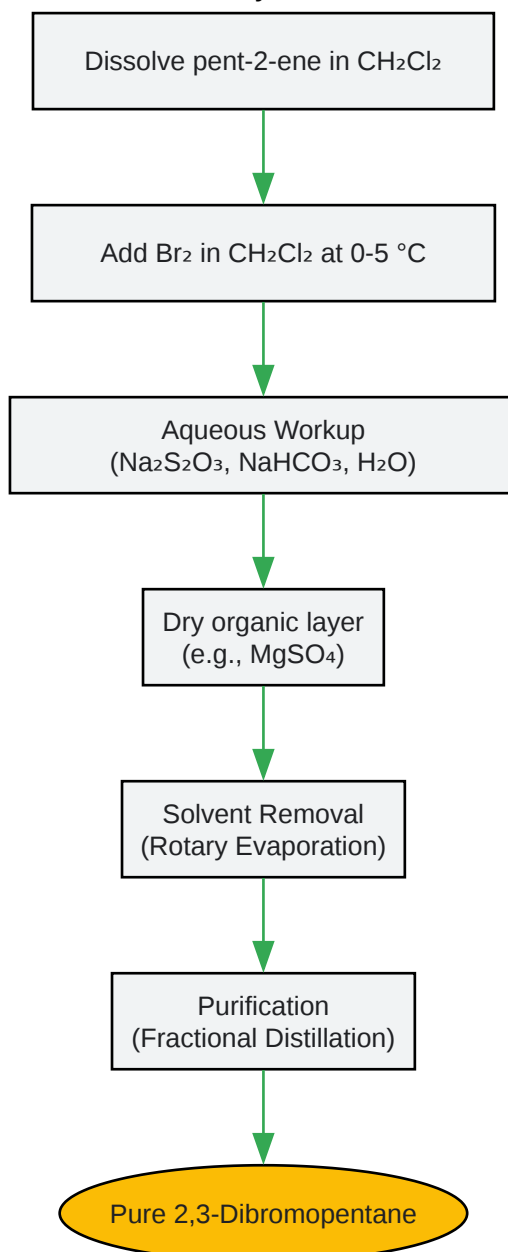 Dissolve pent-2-ene in CH₂Cl₂
Add Br₂ in CH₂Cl₂ at 0-5 °C
Aqueous Workup
(Na₂S₂O₃, NaHCO₃, H₂O)
Dry organic layer
(e.g., MgSO₄)
Solvent Removal
(Rotary Evaporation)
Purification
(Fractional Distillation)
Pure 2,3-Dibromopentane